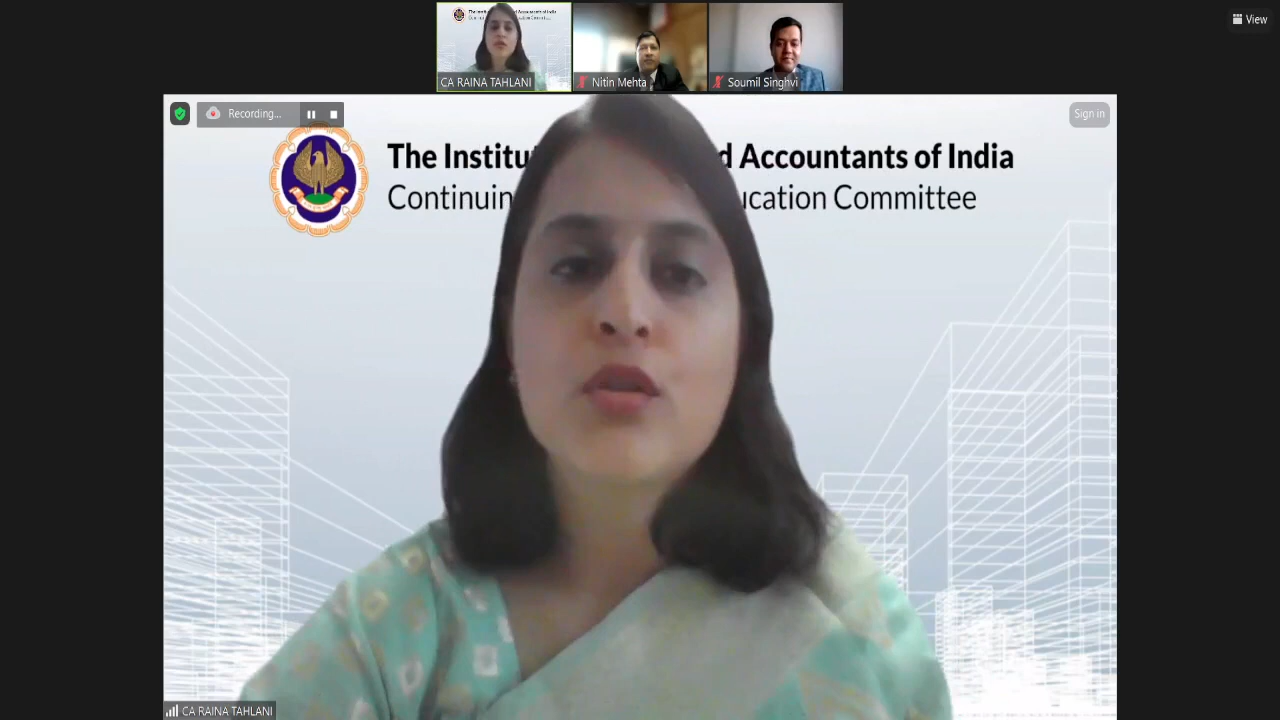 CA RAINA TAHLANI
Nitin Mehta
Soumil Singhvi
View
Recording...
Sign in
The Institu d Accountants of India
Continuin ucation Committee
CA RAINA TAHLANI